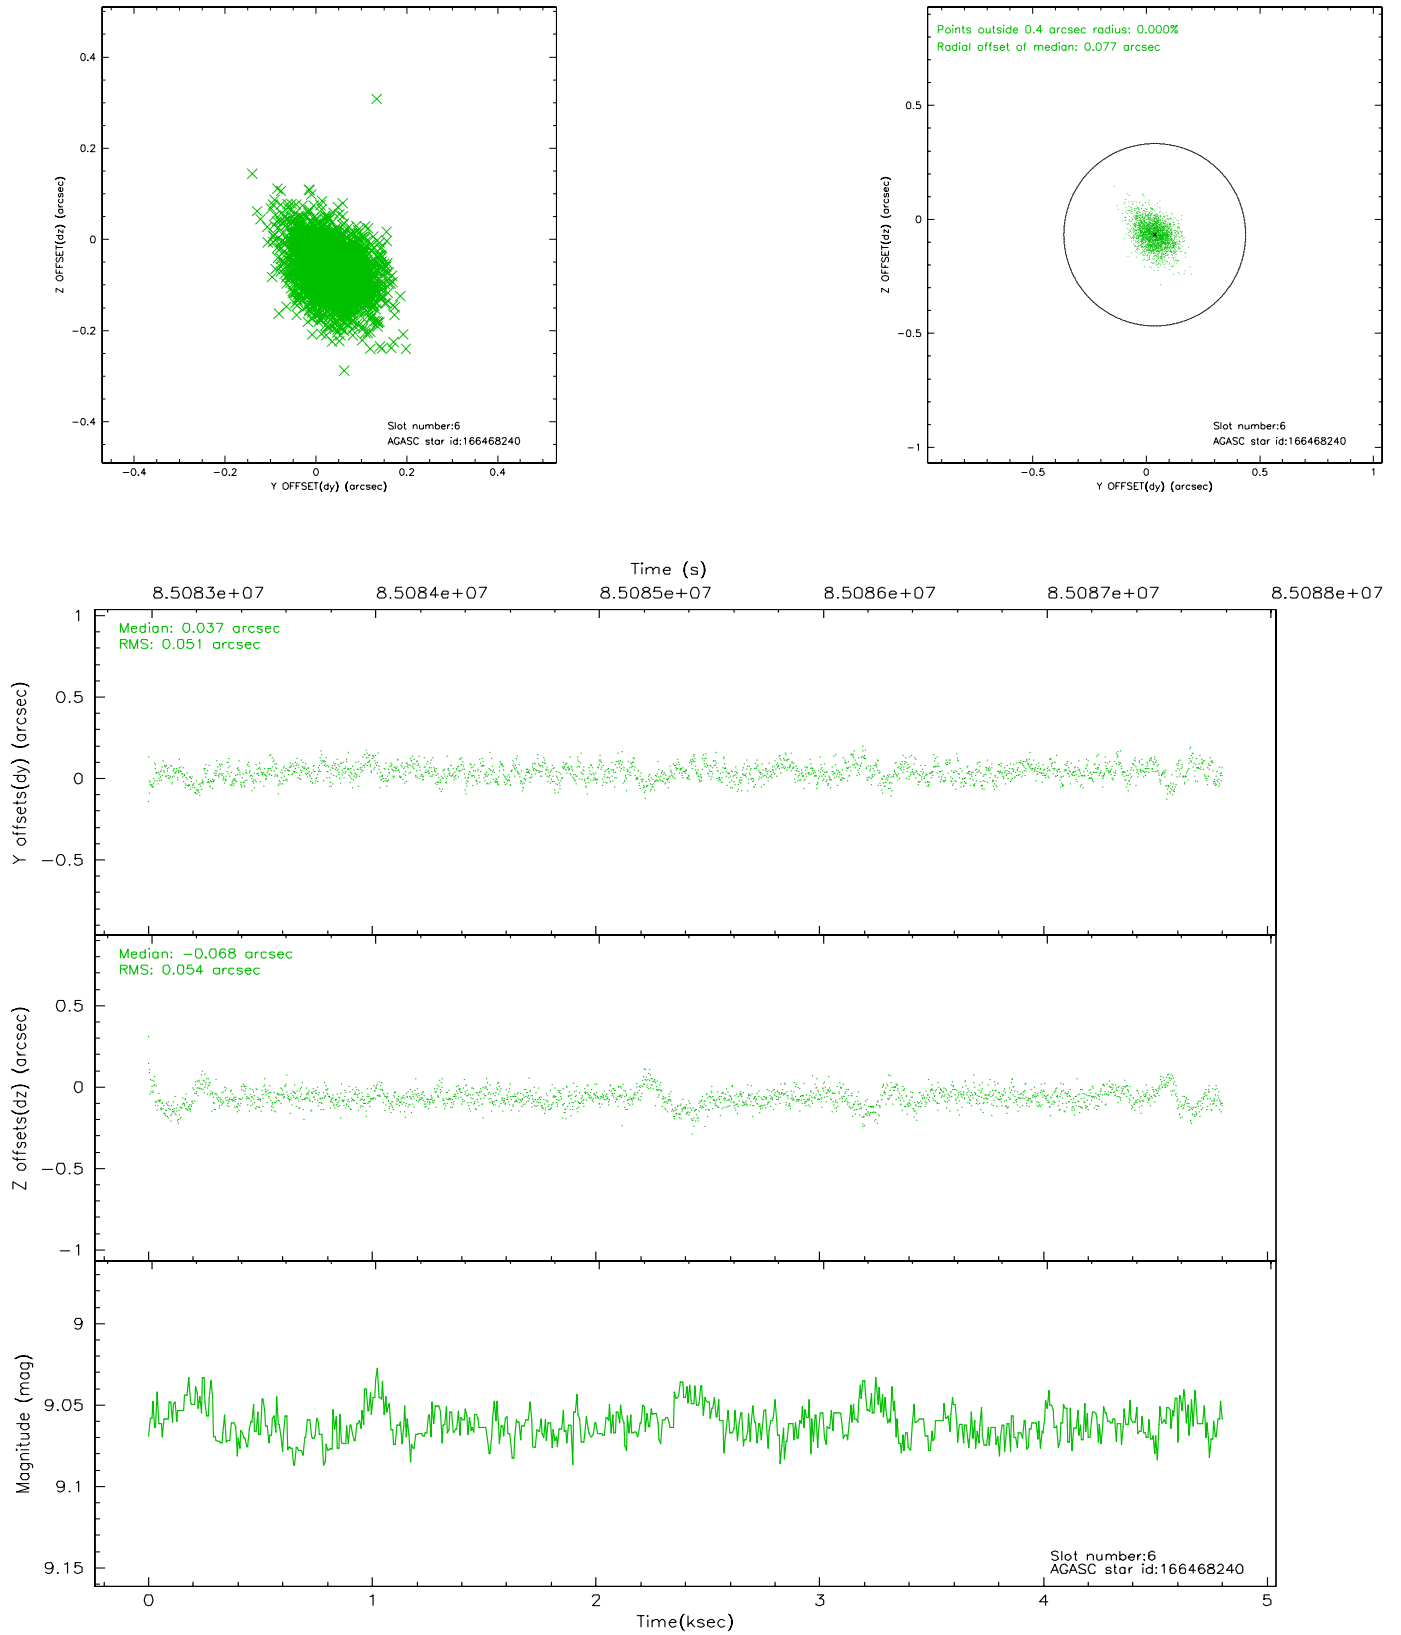 0.4
0.2
0
−0.2
−0.4
Z OFFSET(dz) (arcsec)
Slot number:6
AGASC star id:166468240
−0.4 −0.2 0 0.2 0.4
Y OFFSET(dy) (arcsec)
Points outside 0.4 arcsec radius: 0.000%
Radial offset of median: 0.077 arcsec
0.5
0
−0.5
−1
Z OFFSET(dz) (arcsec)
Slot number:6
AGASC star id:166468240
−0.5 0 0.5 1
Y OFFSET(dy) (arcsec)
Time (s)
8.5083e+07 8.5084e+07 8.5085e+07 8.5086e+07 8.5087e+07 8.5088e+07
Median: 0.037 arcsec
RMS: 0.051 arcsec
1
0.5
0
−0.5
Y offsets(dy) (arcsec)
Median: −0.068 arcsec
RMS: 0.054 arcsec
0.5
0
−0.5
−1
Z offsets(dz) (arcsec)
9
9.05
9.1
9.15
Magnitude (mag)
Slot number:6
AGASC star id:166468240
0 1 2 3 4 5
Time(ksec)